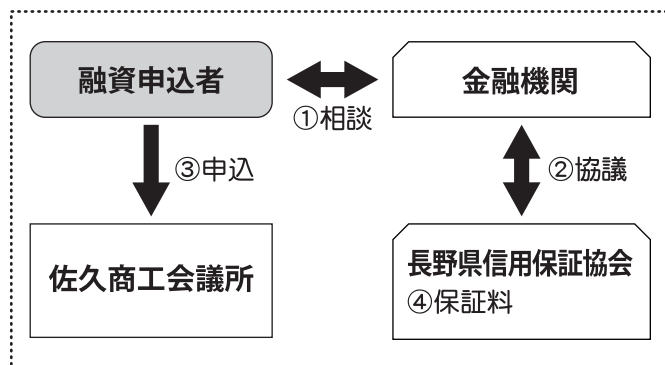 融資申込者
金融機関
①相談
③申込
②協議
佐久商工会議所
長野県信用保証協会
④保証料